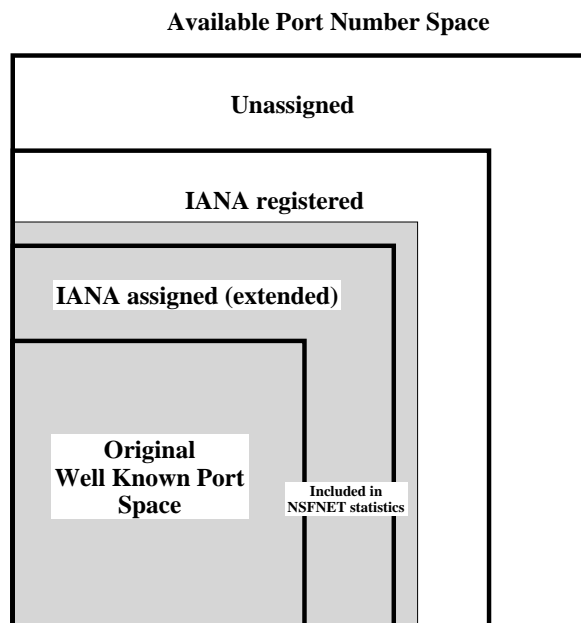 Available Port Number Space
Unassigned
IANA registered
IANA assigned (extended)
Original
Well Known Port
Space
Included in
NSFNET statistics